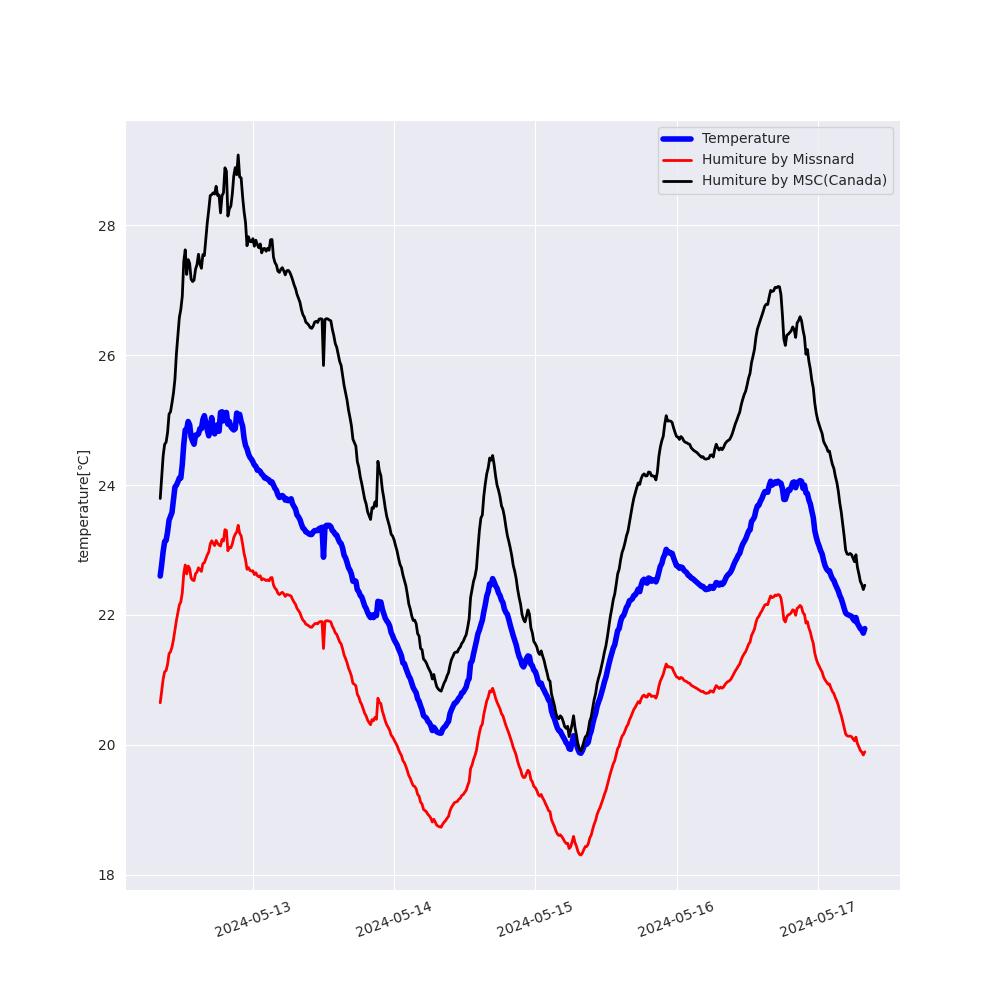 Temperature
Humiture by Missnard
Humiture by MSC(Canada)
28
26
24
22
20
18
temperature[℃]
2024-05-13
2024-05-14
2024-05-15
2024-05-16
2024-05-17